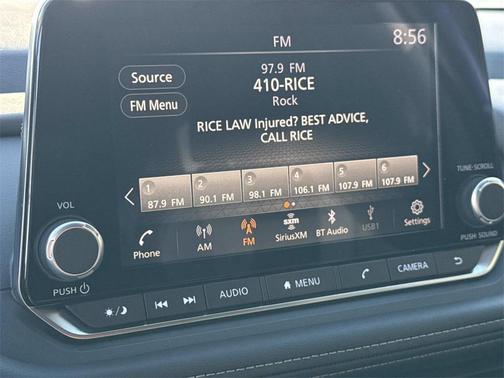 FM
8:56
Source
FM Menu
97.9 FM
410-RICE
Rock
RICE LAW Injured? BEST ADVICE,
CALL RICE
1 2 3 4 5 6
87.9 FM 90.1 FM 98.1 FM 106.1 FM 107.9 FM 107.9 FM
Phone AM FM SiriusXM BT Audio USB1 Settings
sxm
VOL
PUSH
TUNE·SCROLL
PUSH SOUND
AUDIO MENU CAMERA